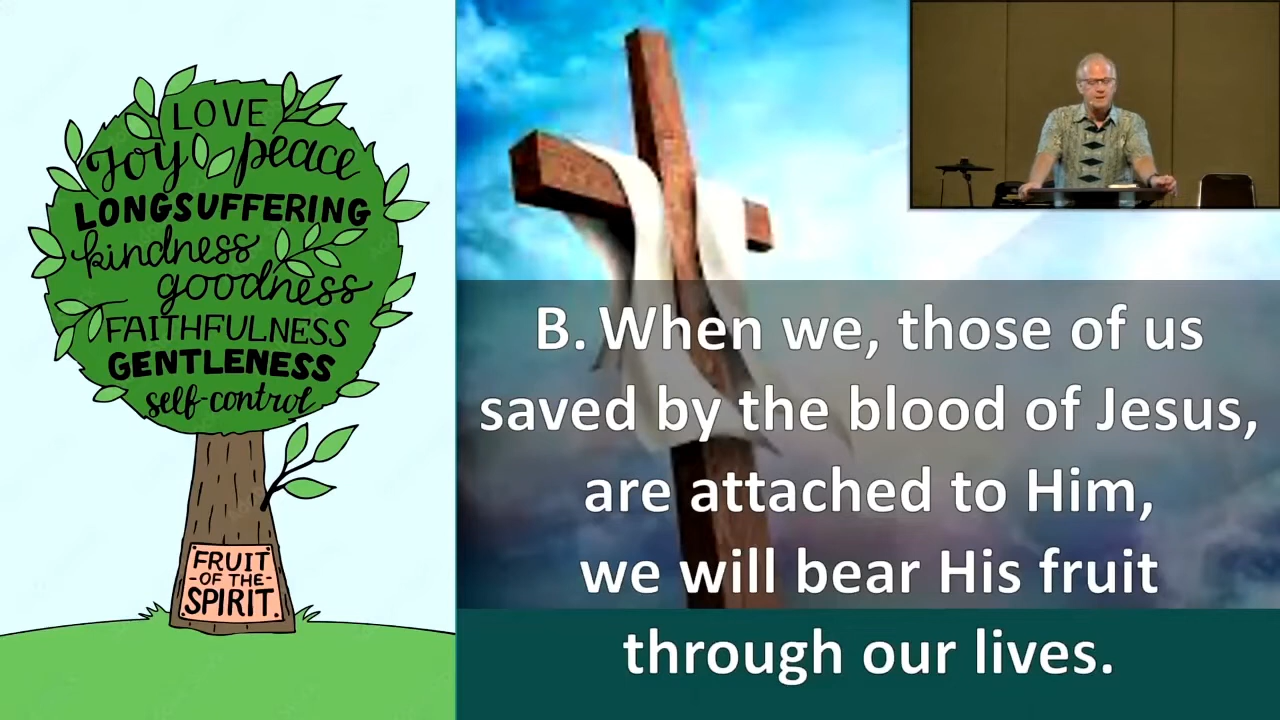 LOVE
Joy peace
LONGSUFFERING
kindness
goodness
FAITHFULNESS
GENTLENESS
self-control
FRUIT
-OF THE-
SPIRIT
B. When we, those of us
saved by the blood of Jesus,
are attached to Him,
we will bear His fruit
through our lives.